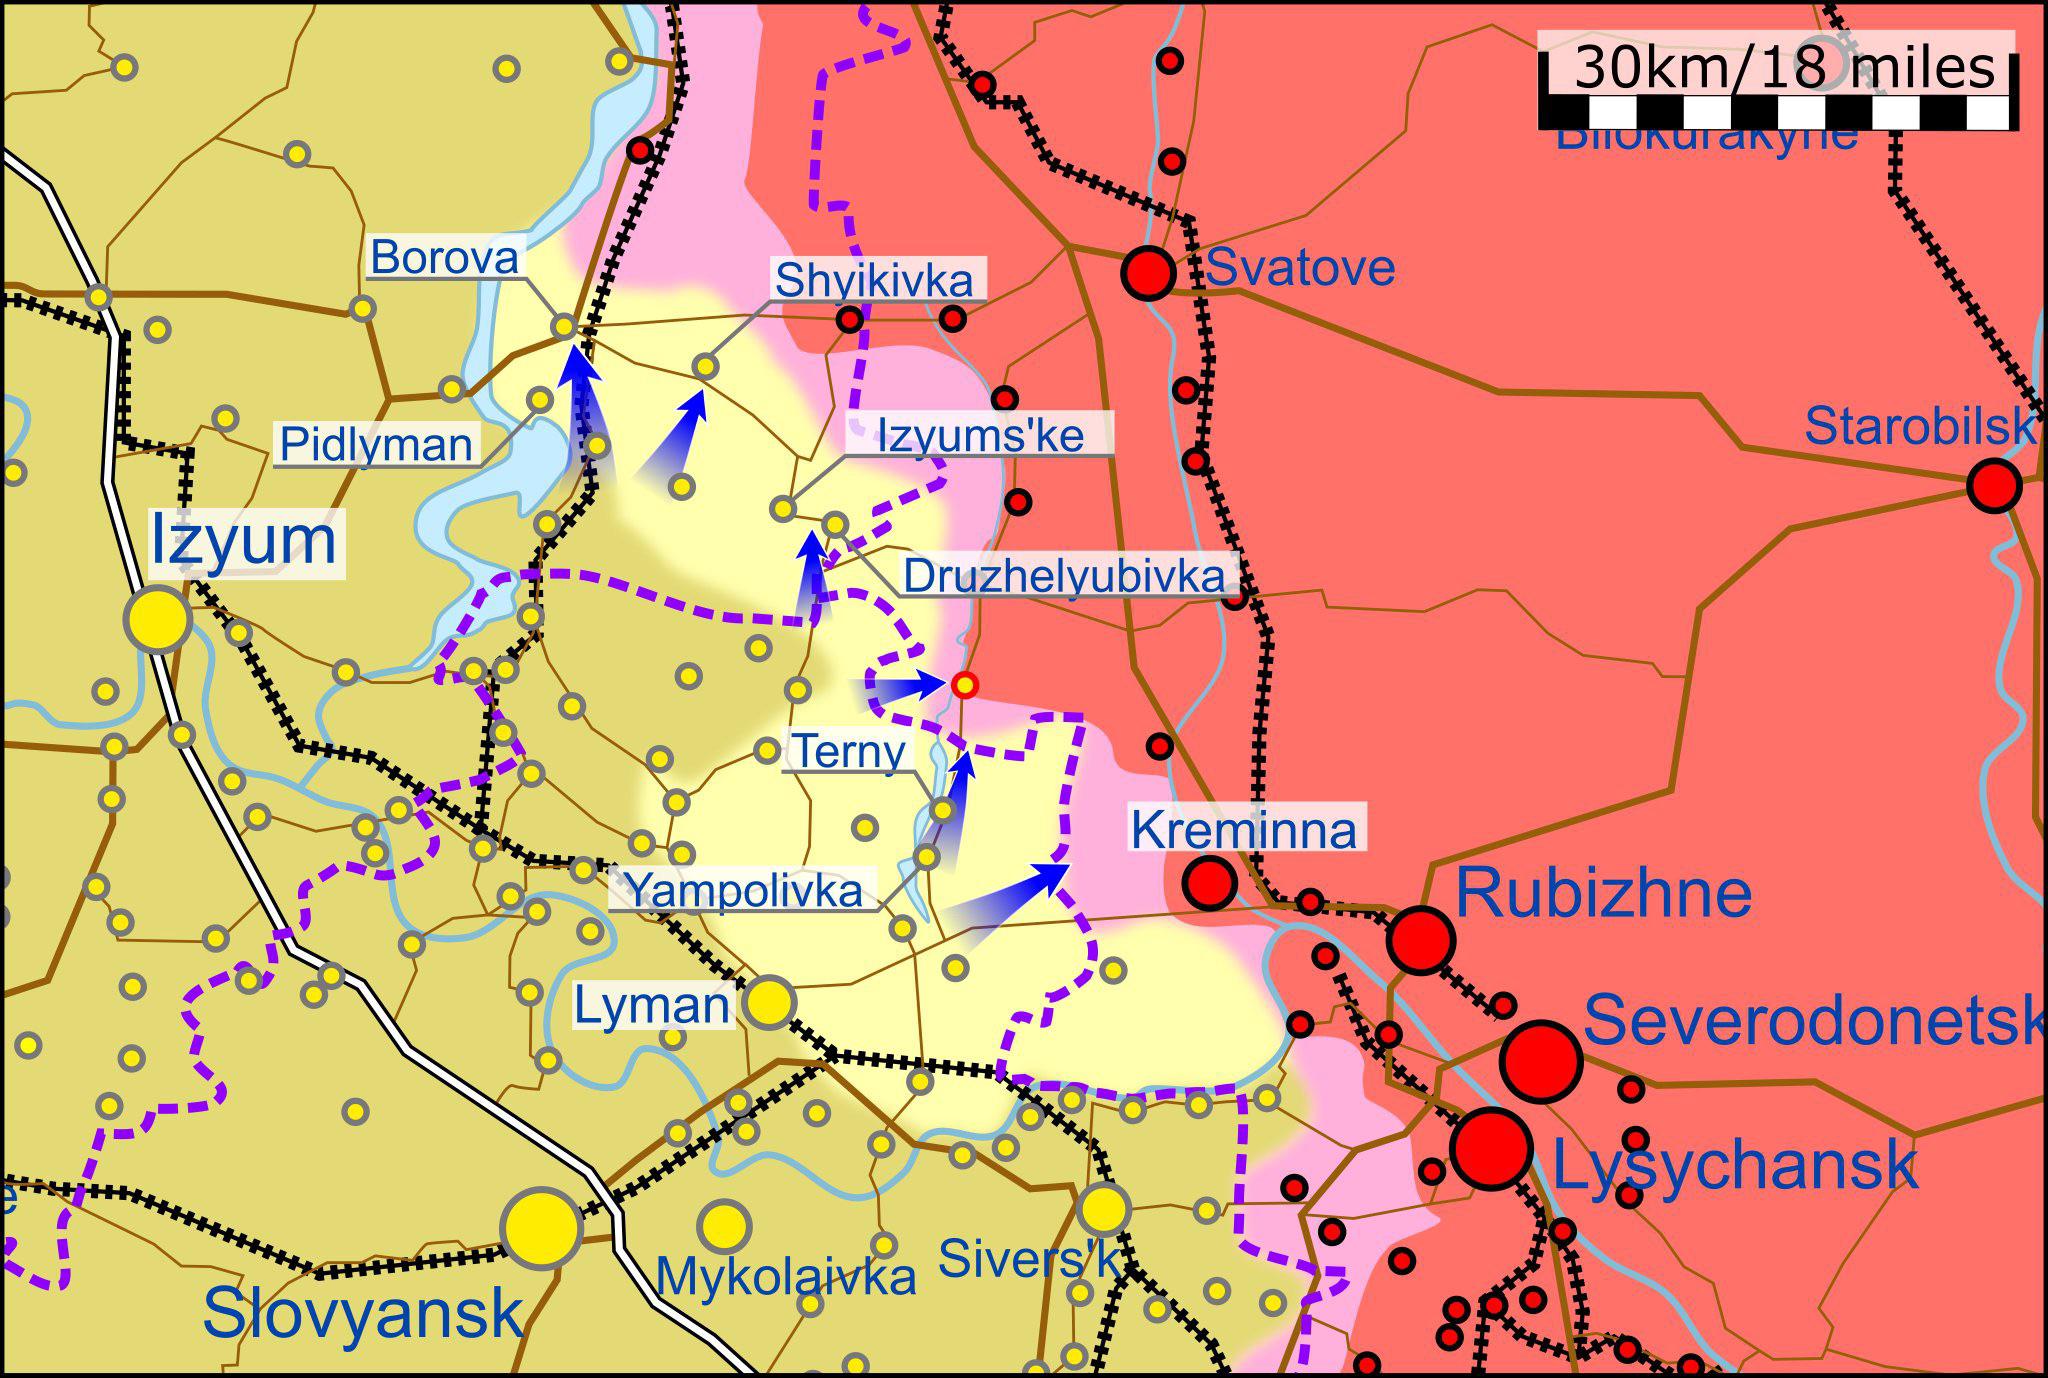 30km/18 miles
Bilokurakyne
Borova
Shyikivka
Svatove
Pidlyman
Izyums'ke
Starobilsk
Izyum
Druzhelyubivka
Terny
Kreminna
Yampolivka
Rubizhne
Lyman
Severodonetsk
Lysychansk
Mykolaivka
Sivers'k
Slovyansk